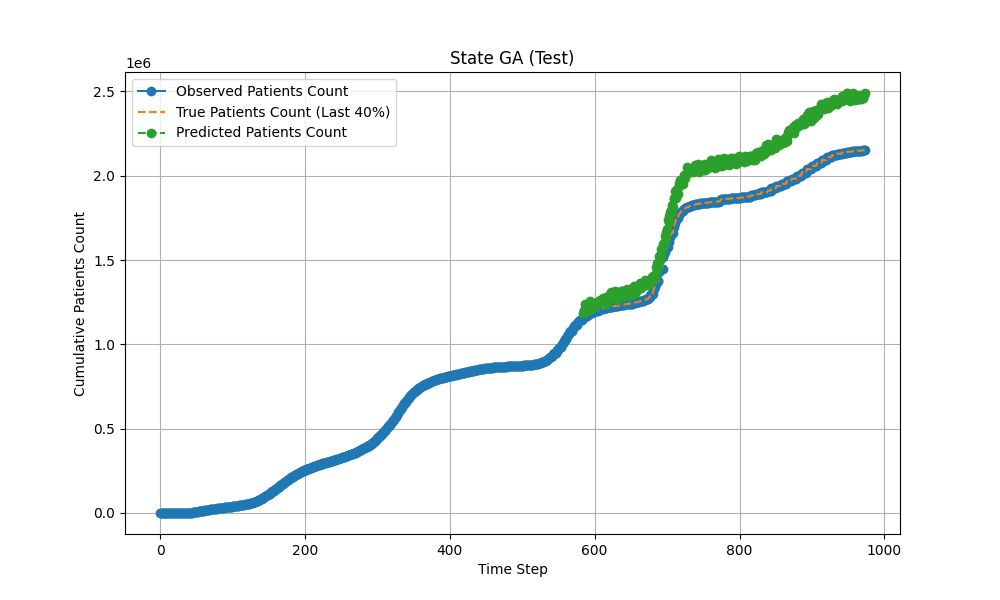 State GA (Test)
1e6
Observed Patients Count
True Patients Count (Last 40%)
Predicted Patients Count
2.5
2.0
1.5
1.0
0.5
0.0
Cumulative Patients Count
0 200 400 600 800 1000
Time Step